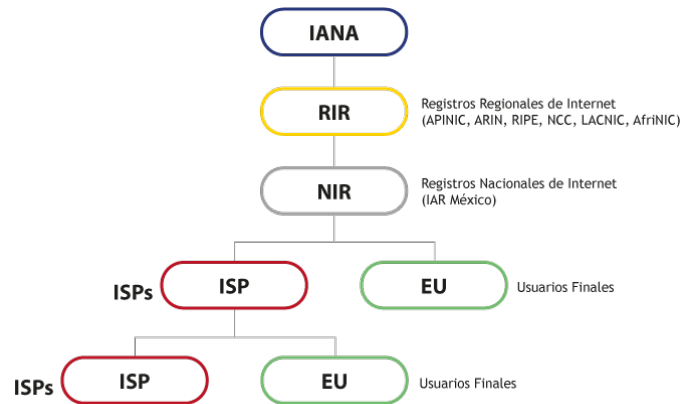 IANA
RIR
Registros Regionales de Internet
(APINIC, ARIN, RIPE, NCC, LACNIC, AfriNIC)
NIR
Registros Nacionales de Internet
(IAR México)
ISPs
ISP
EU
Usuarios Finales
ISPs
ISP
EU
Usuarios Finales